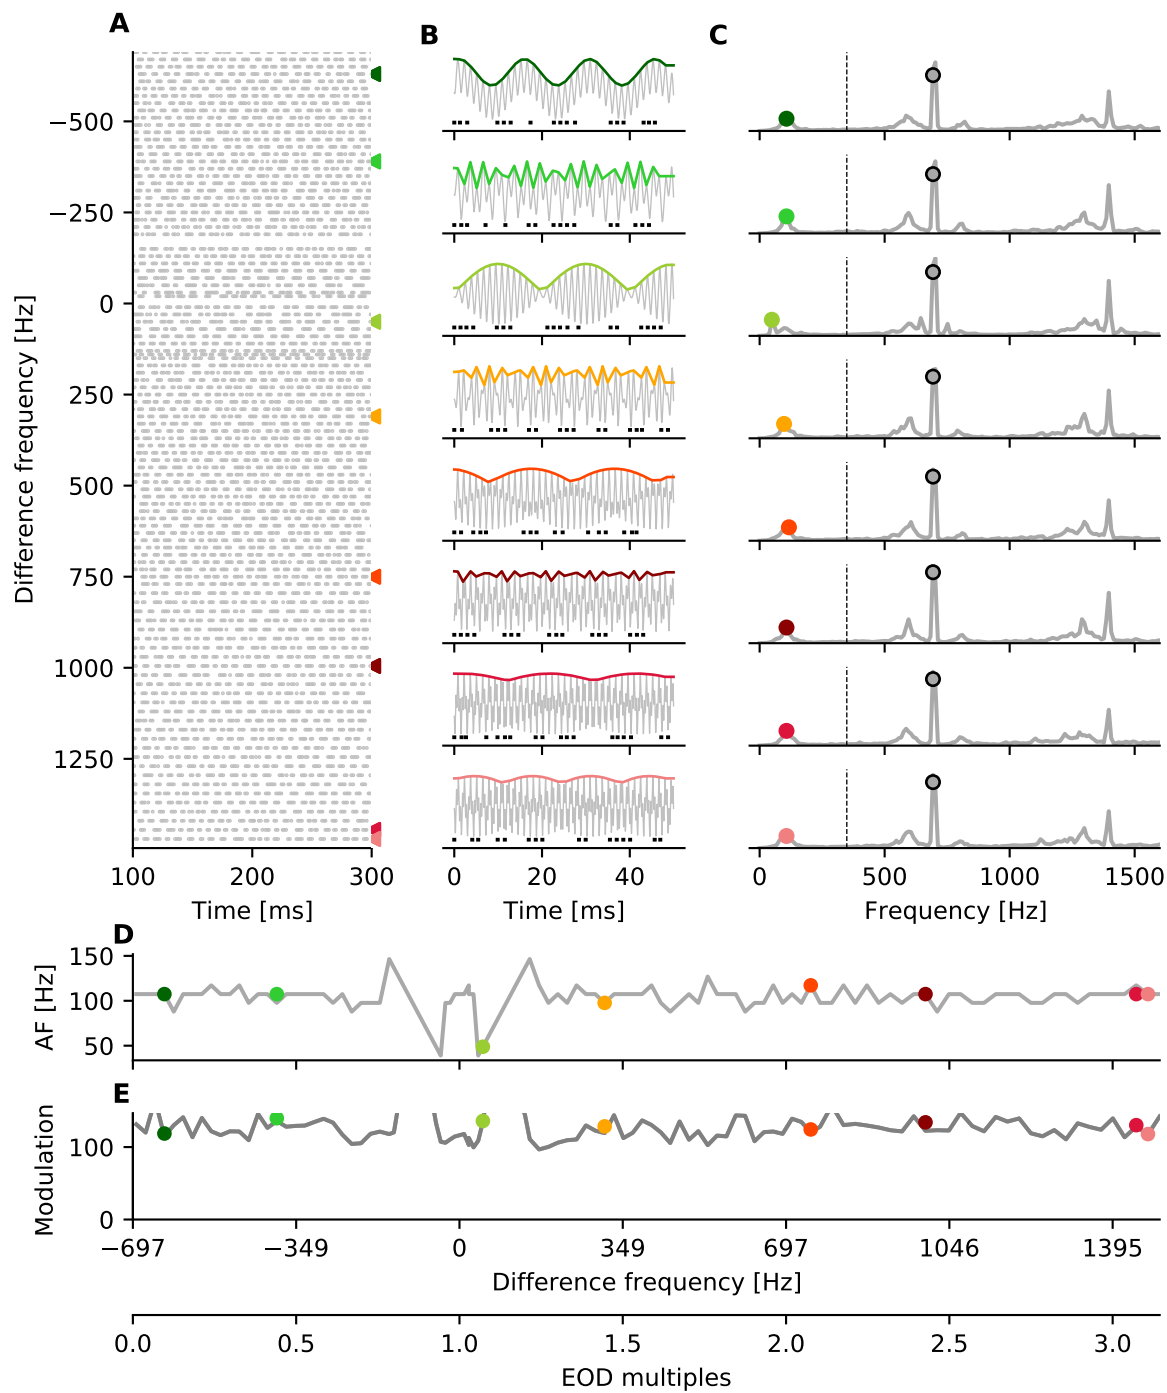 A
B
C
Difference frequency [Hz]
−500
−250
0
250
500
750
1000
1250
100
200
300
Time [ms]
0
20
40
Time [ms]
0
500
1000
1500
Frequency [Hz]
D
AF [Hz]
150
100
50
E
Modulation
100
0
−697
−349
0
349
697
1046
1395
Difference frequency [Hz]
0.0
0.5
1.0
1.5
2.0
2.5
3.0
EOD multiples